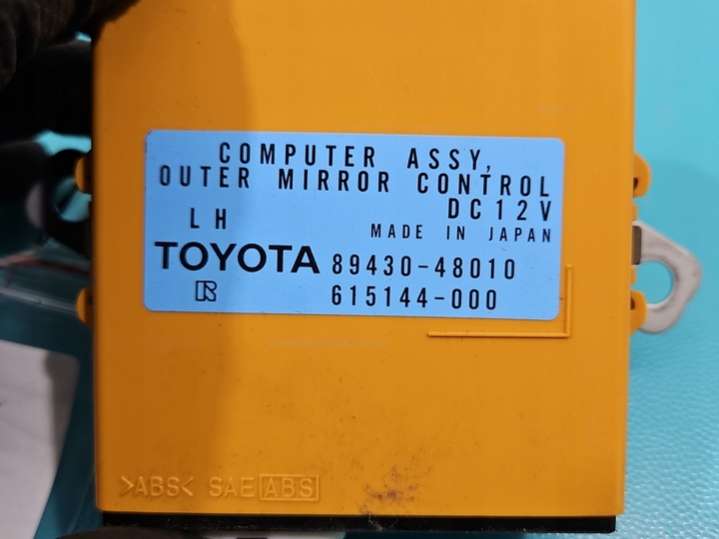 COMPUTER ASSY,
OUTER MIRROR CONTROL
DC12V
LH
MADE IN JAPAN
TOYOTA 89430-48010
R 615144-000
>ABS< SAE ABS